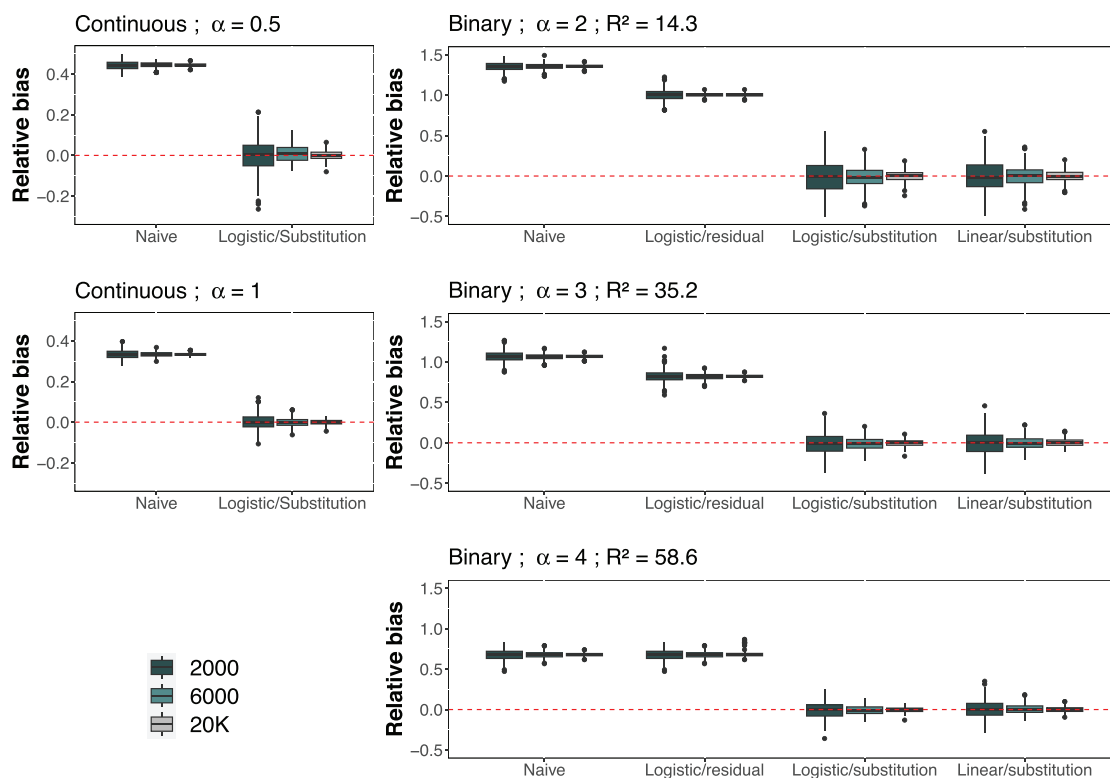 Continuous ; α = 0.5
Relative bias
0.4
0.2
0.0
−0.2
Naive
Logistic/Substitution
Binary ; α = 2 ; R² = 14.3
Relative bias
1.5
1.0
0.5
0.0
−0.5
Naive
Logistic/residual
Logistic/substitution
Linear/substitution
Continuous ; α = 1
Relative bias
0.4
0.2
0.0
−0.2
Naive
Logistic/Substitution
Binary ; α = 3 ; R² = 35.2
Relative bias
1.5
1.0
0.5
0.0
−0.5
Naive
Logistic/residual
Logistic/substitution
Linear/substitution
2000
6000
20K
Binary ; α = 4 ; R² = 58.6
Relative bias
1.5
1.0
0.5
0.0
−0.5
Naive
Logistic/residual
Logistic/substitution
Linear/substitution